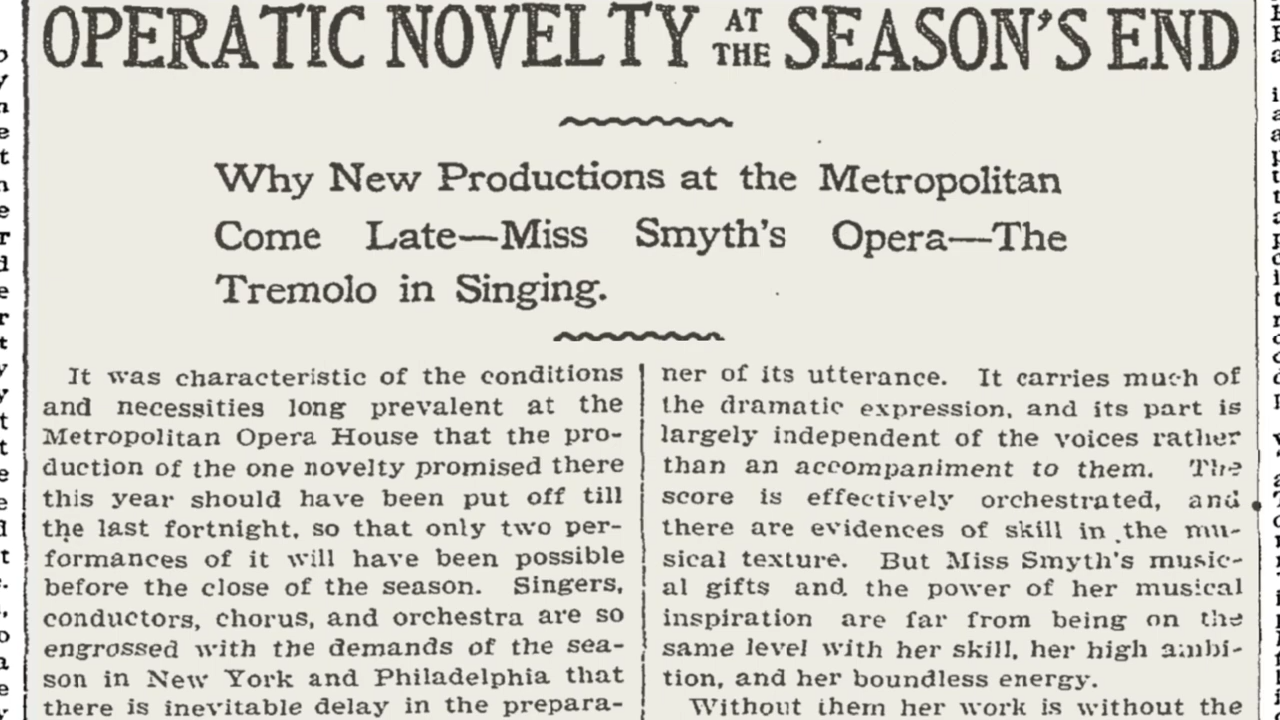 OPERATIC NOVELTY AT THE SEASON'S END
Why New Productions at the Metropolitan
Come Late—Miss Smyth's Opera—The
Tremolo in Singing.
It was characteristic of the conditions
and necessities long prevalent at the
Metropolitan Opera House that the pro-
duction of the one novelty promised there
this year should have been put off till
the last fortnight, so that only two per-
formances of it will have been possible
before the close of the season. Singers,
conductors, chorus, and orchestra are so
engrossed with the demands of the sea-
son in New York and Philadelphia that
there is inevitable delay in the prepara-
ner of its utterance. It carries much of
the dramatic expression, and its part is
largely independent of the voices rather
than an accompaniment to them. The
score is effectively orchestrated, and
there are evidences of skill in the mu-
sical texture. But Miss Smyth's music-
al gifts and the power of her musical
inspiration are far from being on the
same level with her skill, her high ambi-
tion, and her boundless energy.
Without them her work is without the